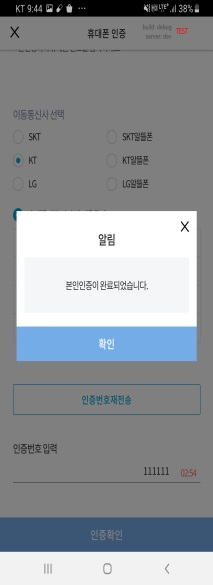 KT 9:44 38%
휴대폰 인증
build: debug
server: dev
TEST
이동통신사 선택
SKT SKT알뜰폰
KT KT알뜰폰
LG LG알뜰폰
알림
본인인증이 완료되었습니다.
확인
인증번호재전송
인증번호 입력
111111 02:54
인증확인